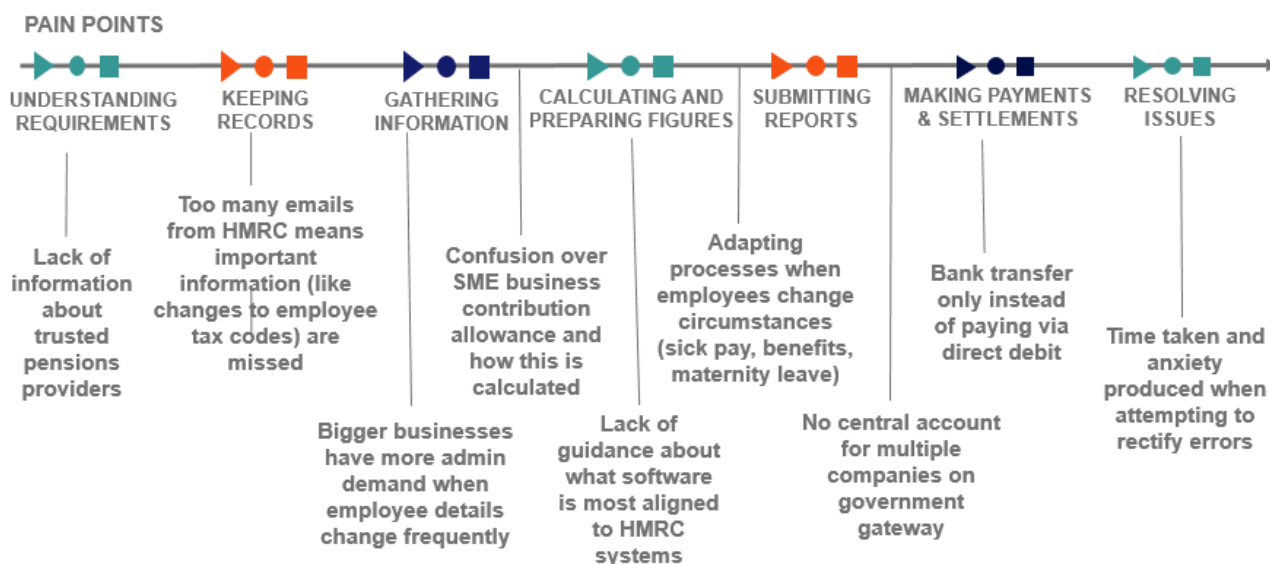 PAIN POINTS
UNDERSTANDING
REQUIREMENTS
KEEPING
RECORDS
GATHERING
INFORMATION
CALCULATING AND
PREPARING FIGURES
SUBMITTING
REPORTS
MAKING PAYMENTS
& SETTLEMENTS
RESOLVING
ISSUES
Lack of
information
about
trusted
pensions
providers
Too many emails
from HMRC means
important
information (like
changes to employee
tax codes) are
missed
Bigger businesses
have more admin
demand when
employee details
change frequently
Confusion over
SME business
contribution
allowance and
how this is
calculated
Lack of
guidance about
what software
is most aligned
to HMRC
systems
Adapting
processes when
employees change
circumstances
(sick pay, benefits,
maternity leave)
No central account
for multiple
companies on
government
gateway
Bank transfer
only instead
of paying via
direct debit
Time taken and
anxiety
produced when
attempting to
rectify errors